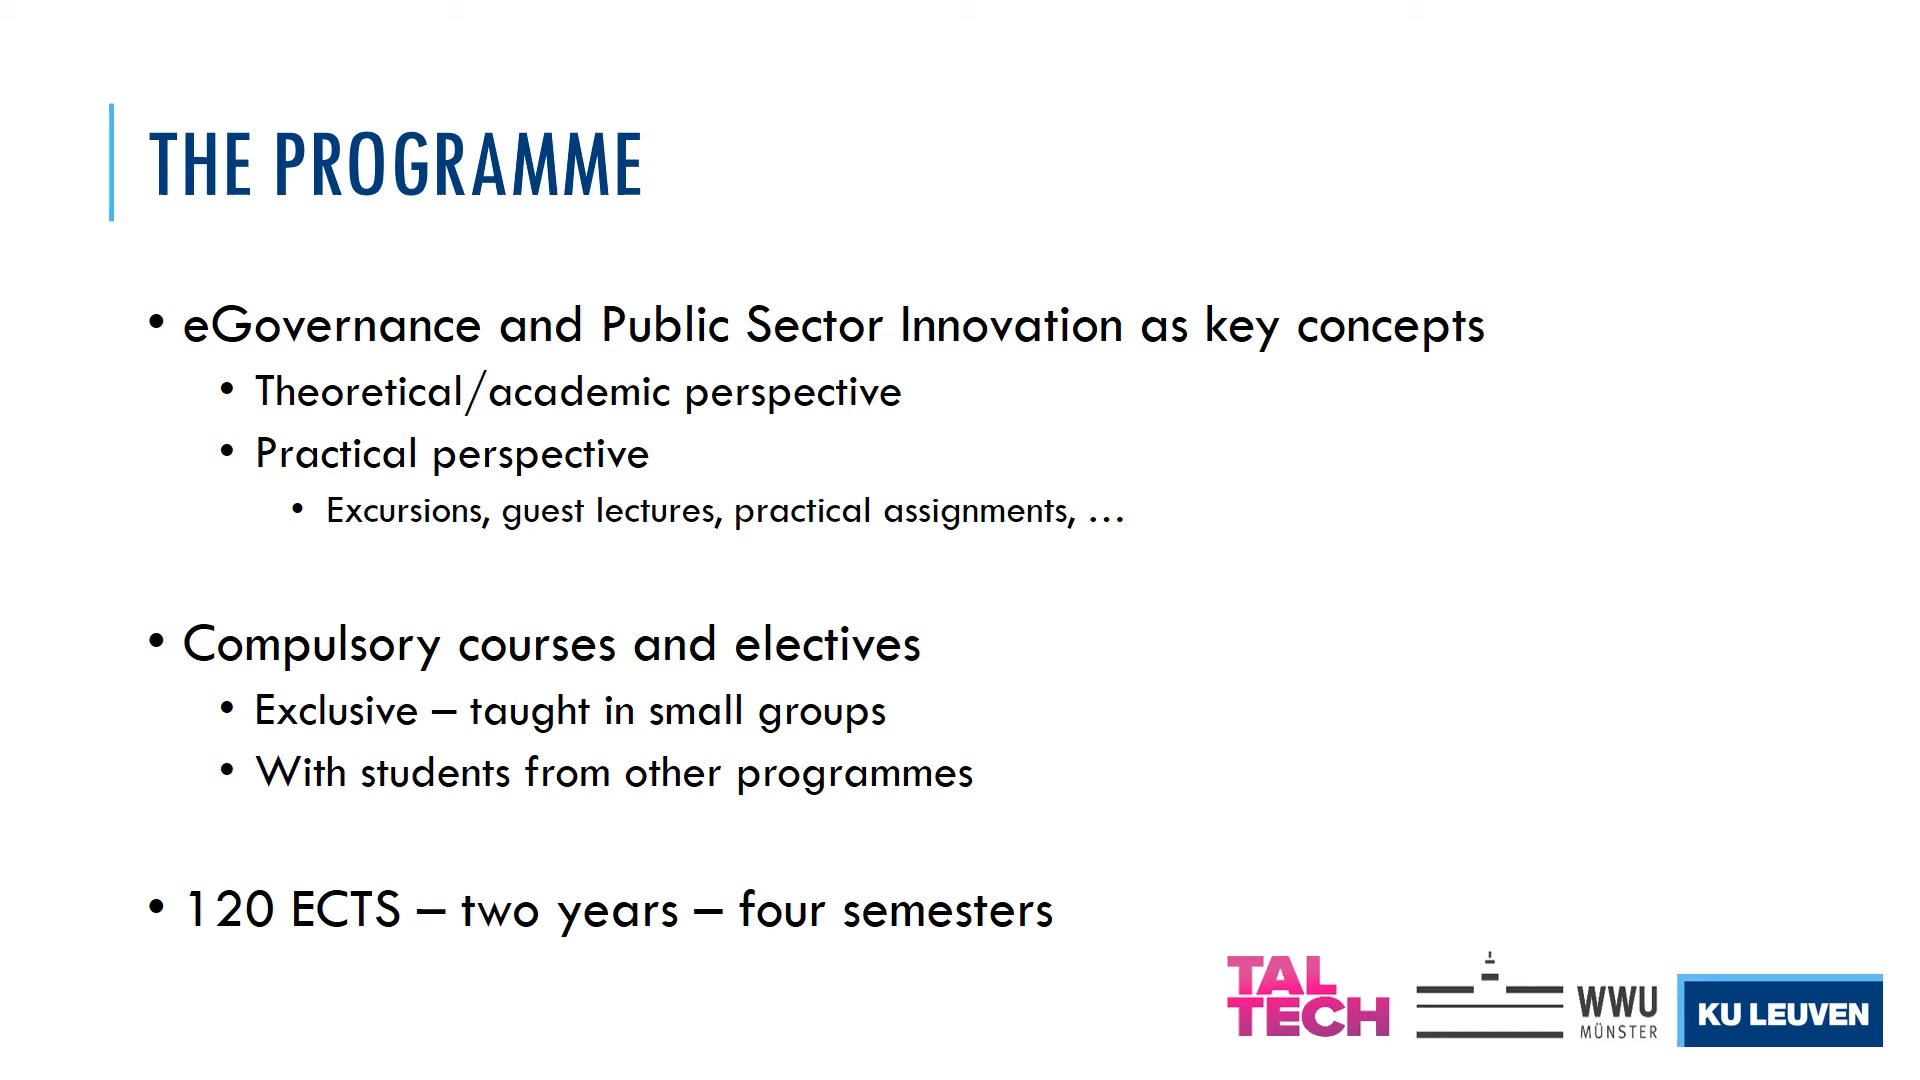 THE PROGRAMME
• eGovernance and Public Sector Innovation as key concepts
• Theoretical/academic perspective
• Practical perspective
• Excursions, guest lectures, practical assignments, …
• Compulsory courses and electives
• Exclusive – taught in small groups
• With students from other programmes
• 120 ECTS – two years – four semesters
TAL
TECH
WWU
MÜNSTER
KU LEUVEN